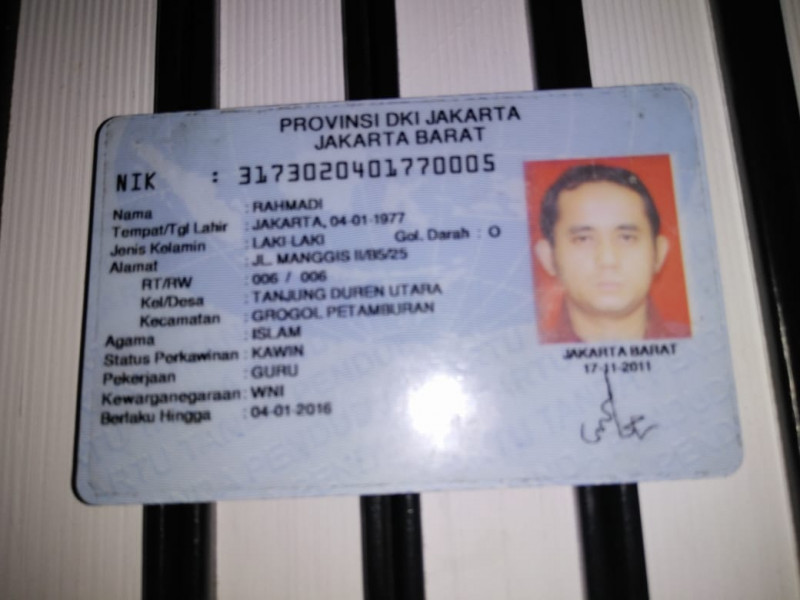 PROVINSI DKI JAKARTA
JAKARTA BARAT
NIK : 3173020401770005
Nama : RAHMADI
Tempat/Tgl Lahir : JAKARTA, 04-01-1977
Jenis Kelamin : LAKI-LAKI Gol. Darah : O
Alamat : JL. MANGGIS II/B5/25
RT/RW : 006 / 006
Kel/Desa : TANJUNG DUREN UTARA
Kecamatan : GROGOL PETAMBURAN
Agama : ISLAM
Status Perkawinan : KAWIN
Pekerjaan : GURU
Kewarganegaraan : WNI
Berlaku Hingga : 04-01-2016
JAKARTA BARAT
17-11-2011